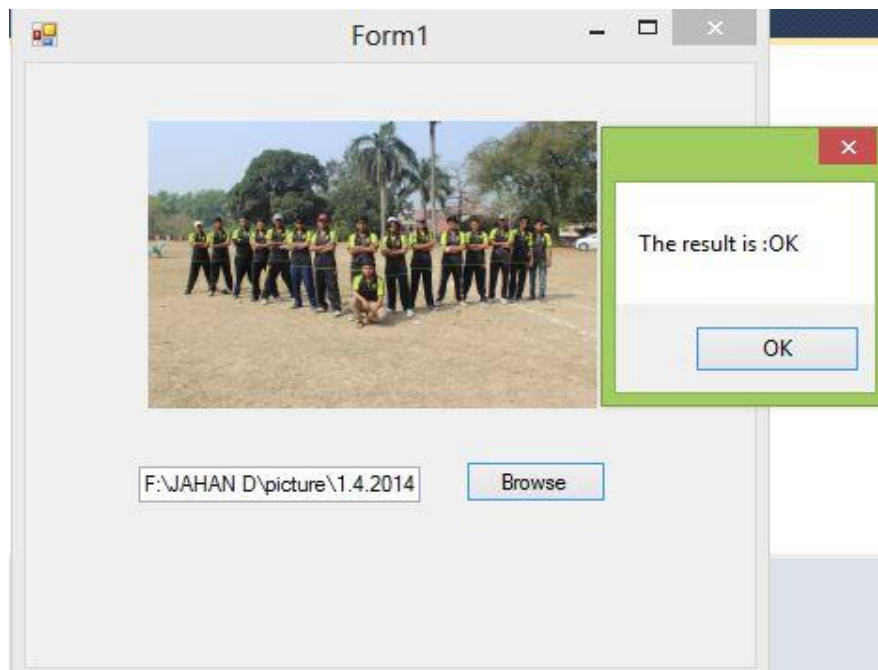 Form1
The result is :OK
OK
F:\JAHAN D\picture\1.4.2014
Browse